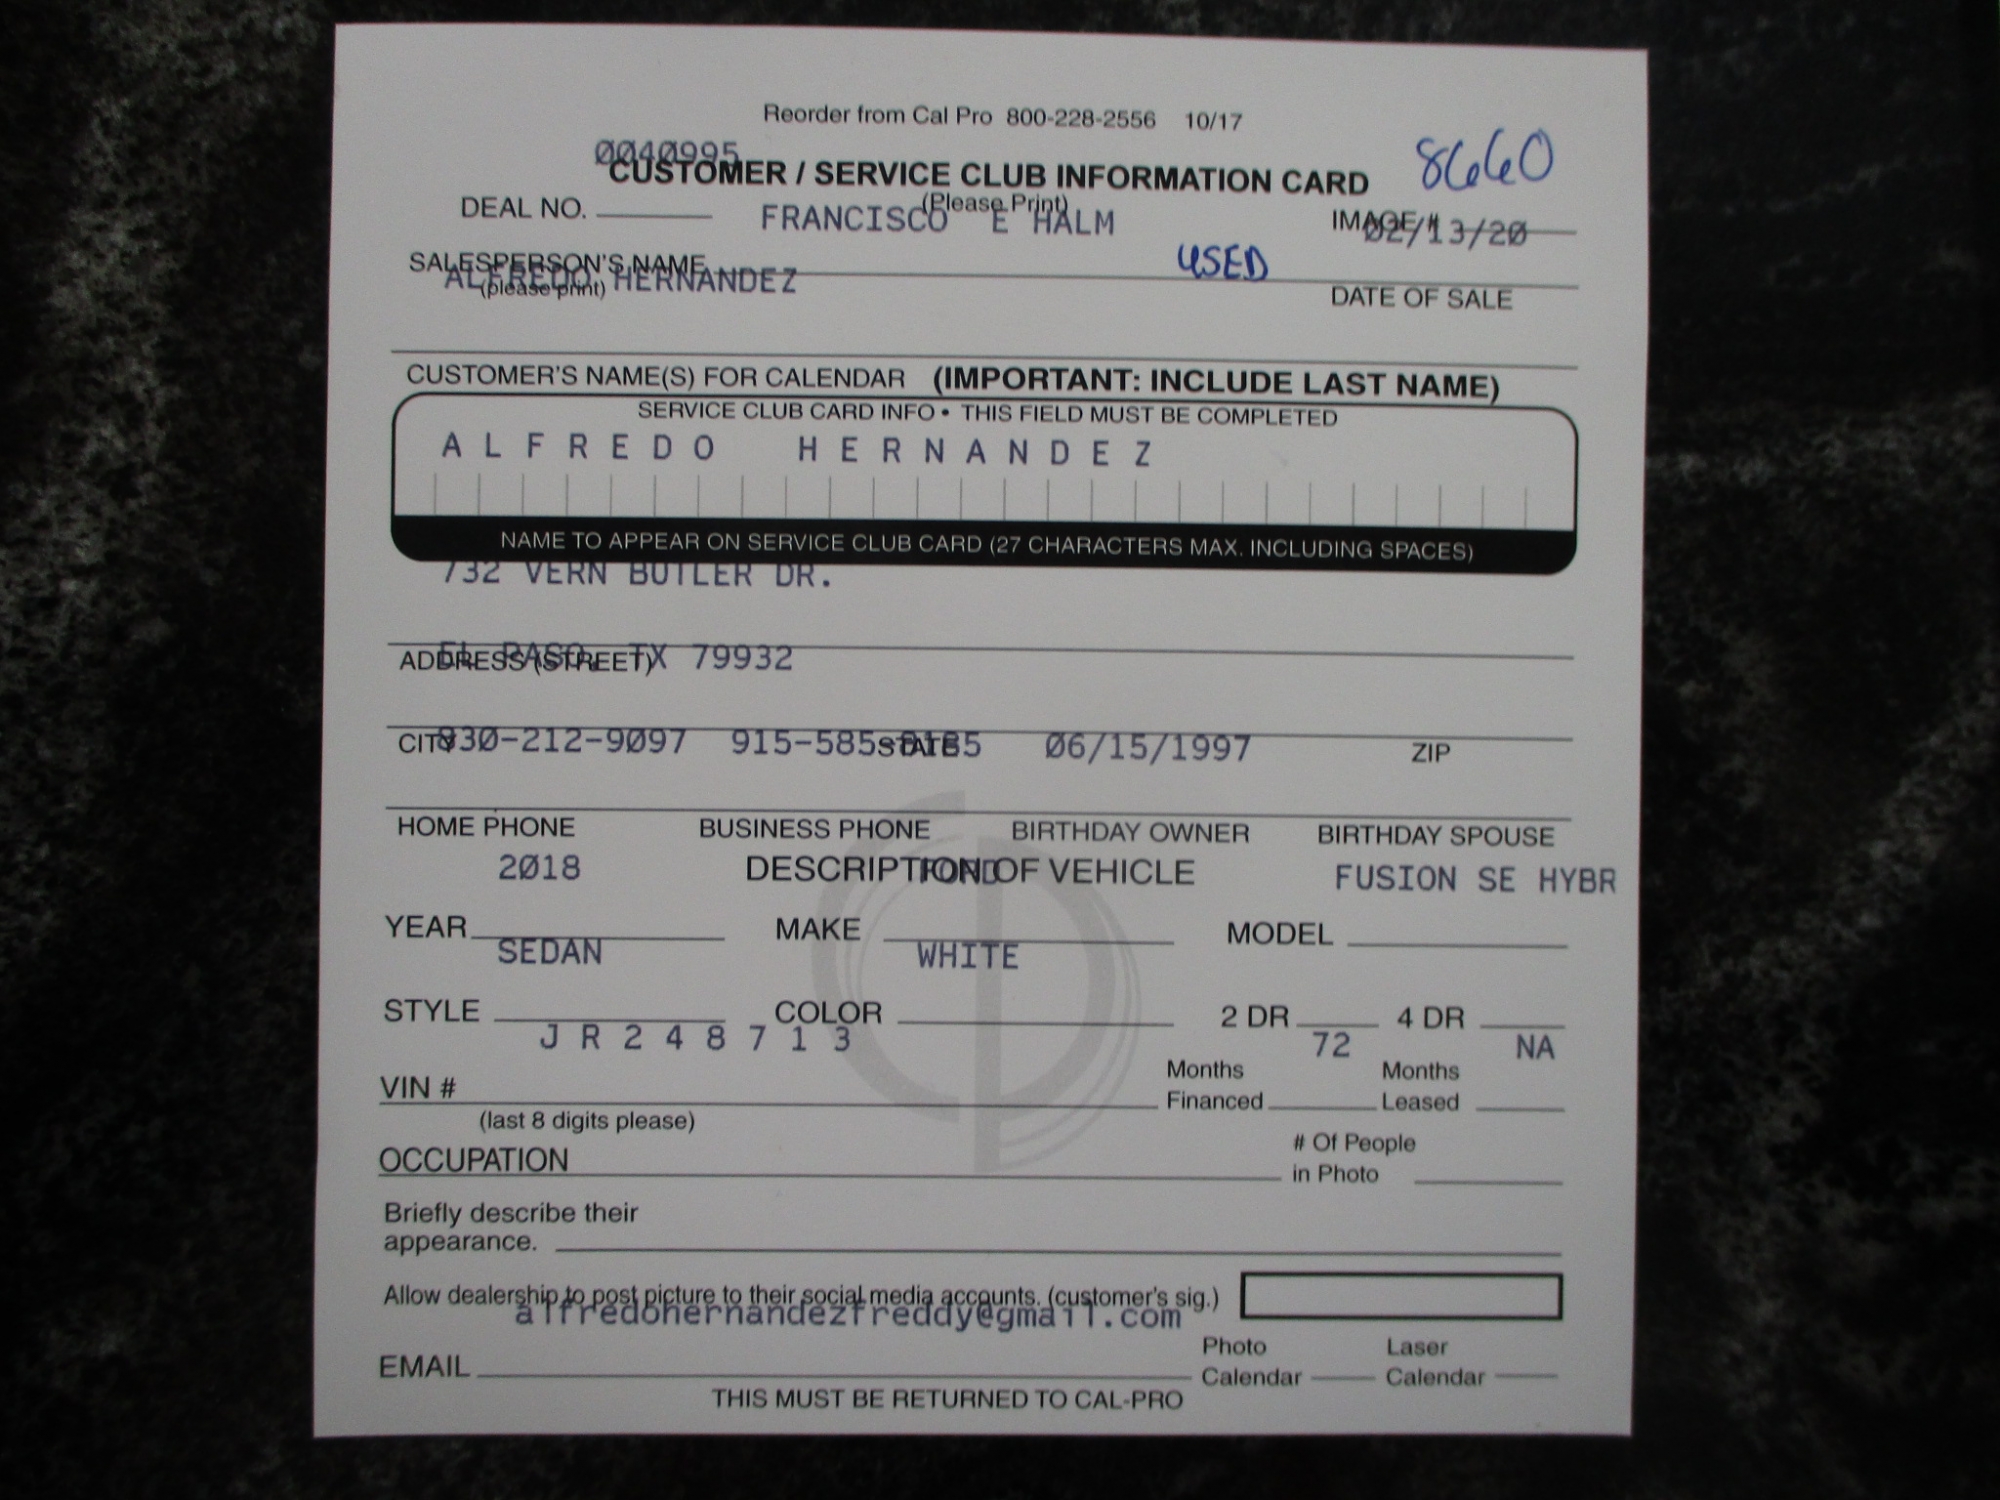 Reorder from Cal Pro 800-228-2556 10/17
0040995
CUSTOMER / SERVICE CLUB INFORMATION CARD 8660
(Please Print)
DEAL NO. FRANCISCO E HALM IMAGE # 02/13/20
SALESPERSON'S NAME USED
ALFREDO HERNANDEZ
(please print) DATE OF SALE
CUSTOMER'S NAME(S) FOR CALENDAR (IMPORTANT: INCLUDE LAST NAME)
SERVICE CLUB CARD INFO • THIS FIELD MUST BE COMPLETED
ALFREDO HERNANDEZ
NAME TO APPEAR ON SERVICE CLUB CARD (27 CHARACTERS MAX. INCLUDING SPACES)
732 VERN BUTLER DR.
EL PASO, TX 79932
ADDRESS (STREET)
830-212-9097 06/15/1997
CITY STATE ZIP
HOME PHONE BUSINESS PHONE BIRTHDAY OWNER BIRTHDAY SPOUSE
DESCRIPTION OF VEHICLE
2018 FORD FUSION SE HYBR
YEAR MAKE MODEL
SEDAN WHITE
STYLE COLOR 2 DR 4 DR
JR248713 72 NA
VIN # Months Financed Months Leased
(last 8 digits please)
OCCUPATION # Of People in Photo
Briefly describe their
appearance.
Allow dealership to post picture to their social media accounts. (customer's sig.)
alfredohernandezfreddy@gmail.com
EMAIL Photo Calendar Laser Calendar
THIS MUST BE RETURNED TO CAL-PRO